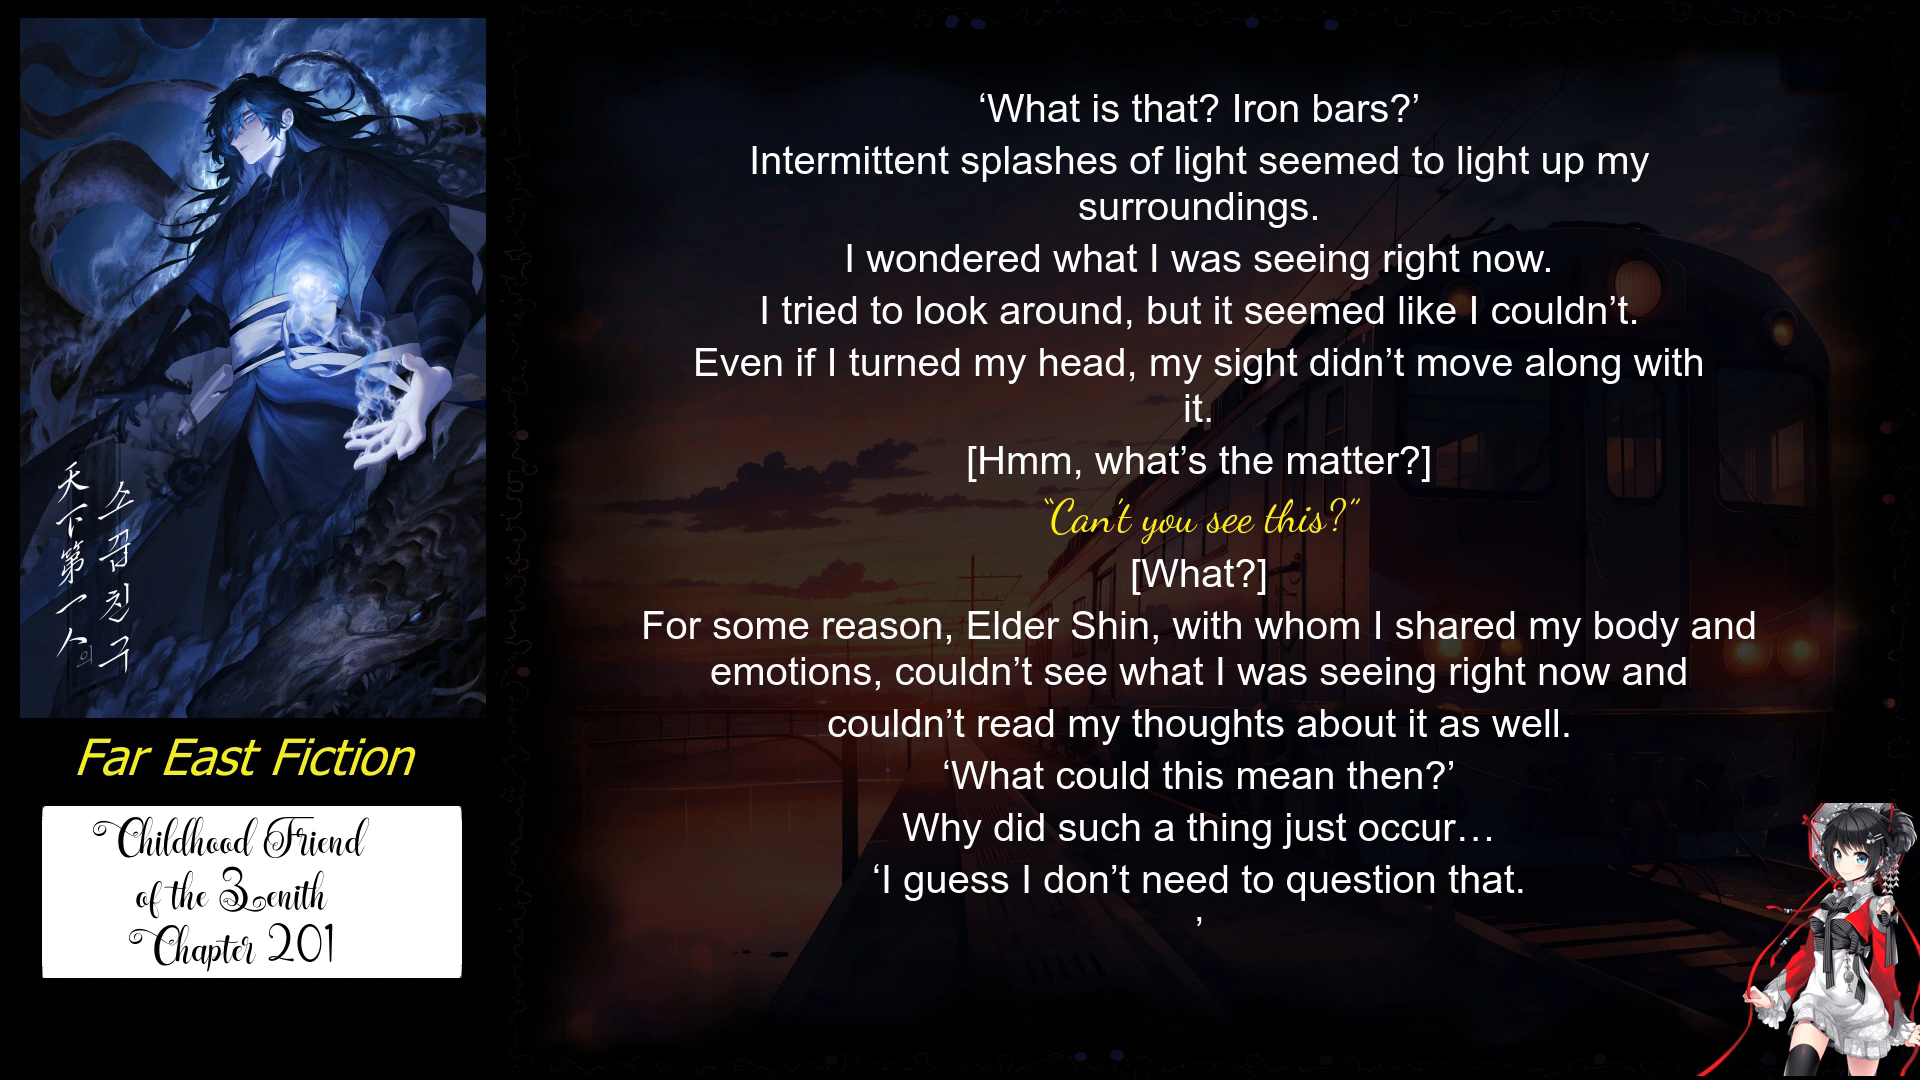 ‘What is that? Iron bars?’
Intermittent splashes of light seemed to light up my
surroundings.
I wondered what I was seeing right now.
I tried to look around, but it seemed like I couldn’t.
Even if I turned my head, my sight didn’t move along with
it.
[Hmm, what’s the matter?]
“Can’t you see this?”
[What?]
For some reason, Elder Shin, with whom I shared my body and
emotions, couldn’t see what I was seeing right now and
couldn’t read my thoughts about it as well.
‘What could this mean then?’
Why did such a thing just occur…
‘I guess I don’t need to question that.
’
天下第一人의
소꿉친구
Far East Fiction
Childhood Friend
of the Zenith
Chapter 201